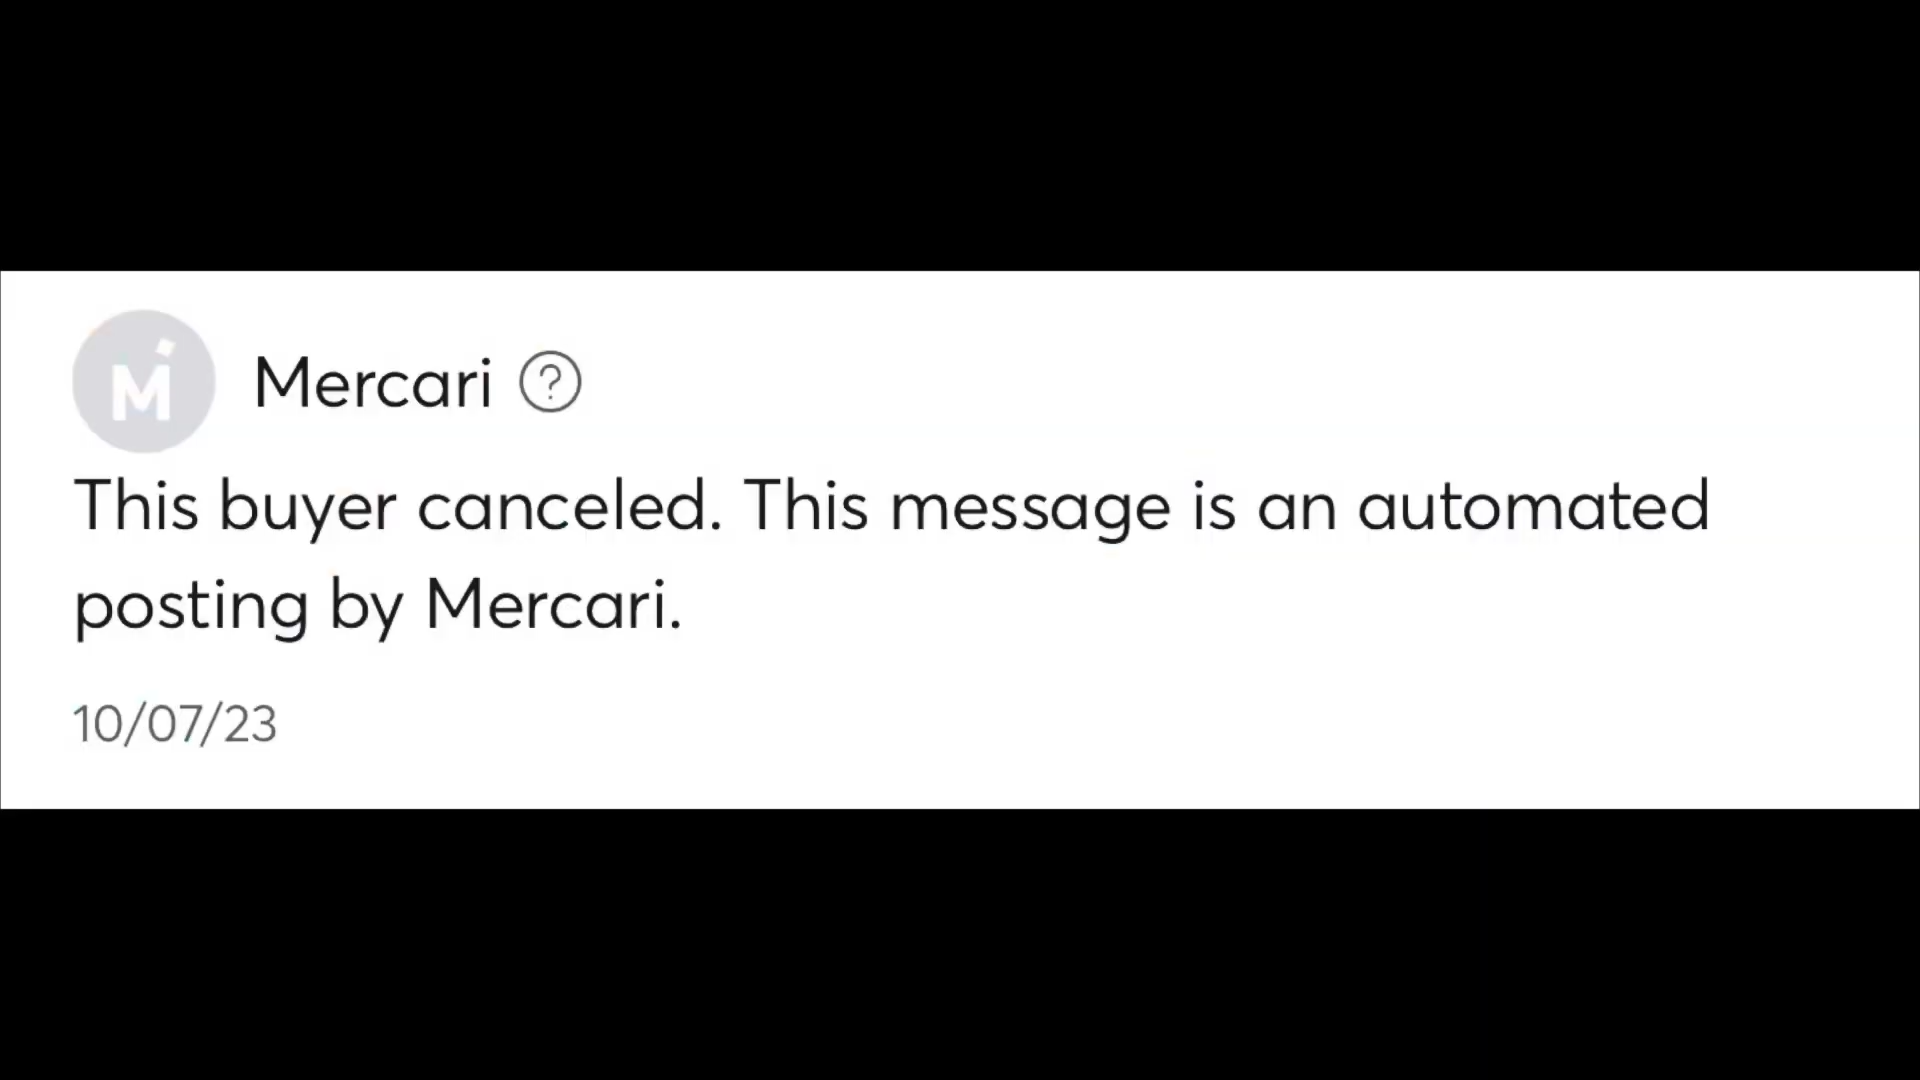 M
Mercari ?
This buyer canceled. This message is an automated
posting by Mercari.
10/07/23